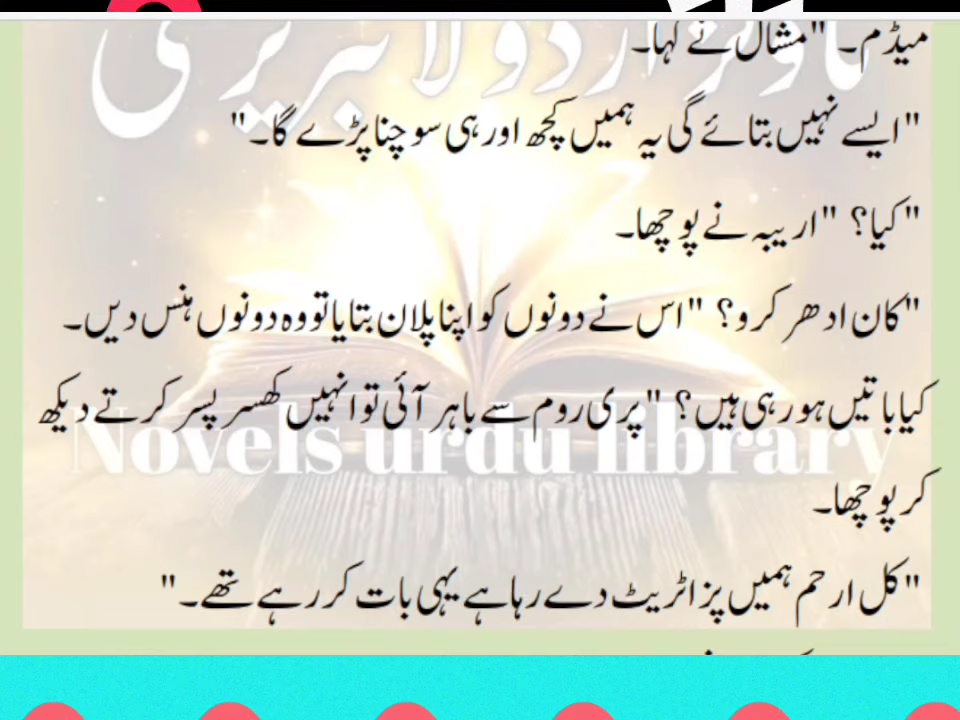 ناولز اردو لائبریری
میڈم۔ "مشال نے کہا۔
"ایسے نہیں بتائے گی یہ ہمیں کچھ اور ہی سوچنا پڑے گا۔"
"کیا؟ "اریبہ نے پوچھا۔
"کان ادھر کرو؟ "اس نے دونوں کو اپنا پلان بتایا تو وہ دونوں ہنس دیں۔
کیا باتیں ہو رہی ہیں؟ "پری روم سے باہر آئی تو انہیں کھسر پسر کرتے دیکھ
Novels urdu library
کر پوچھا۔
"کل ارحم ہمیں پزا ٹریٹ دے رہا ہے یہی بات کر رہے تھے۔"